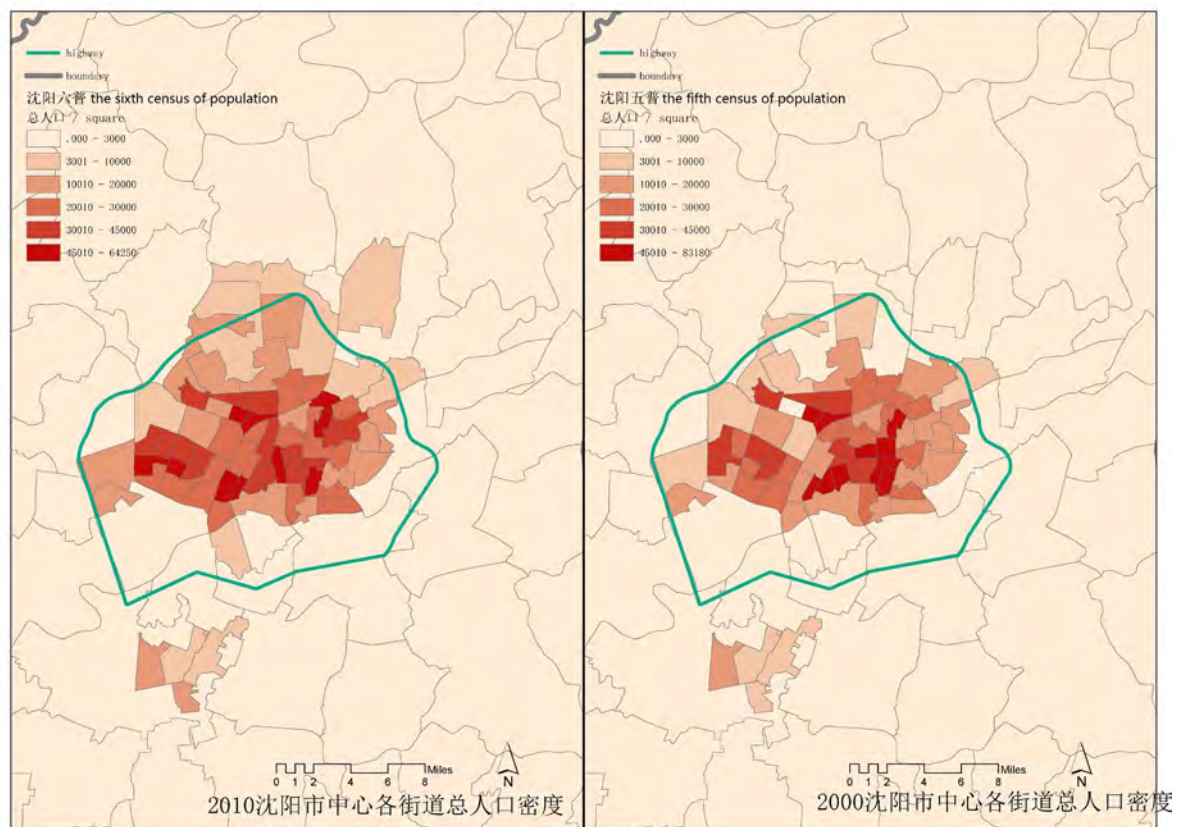 highway
boundary
沈阳六普 the sixth census of population
总人口 / square
.000 - 3000
3001 - 10000
10010 - 20000
20010 - 30000
30010 - 45000
45010 - 64250
0 1 2 4 6 8 Miles
N
2010沈阳市中心各街道总人口密度
highway
boundary
沈阳五普 the fifth census of population
总人口 / square
.000 - 3000
3001 - 10000
10010 - 20000
20010 - 30000
30010 - 45000
45010 - 83180
0 1 2 4 6 8 Miles
N
2000沈阳市中心各街道总人口密度